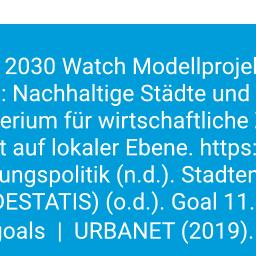 2030 Watch Modellprojek
: Nachhaltige Städte und
erium für wirtschaftliche
t auf lokaler Ebene. https:
ungspolitik (n.d.). Stadten
DESTATIS) (o.d.). Goal 11.
goals | URBANET (2019).